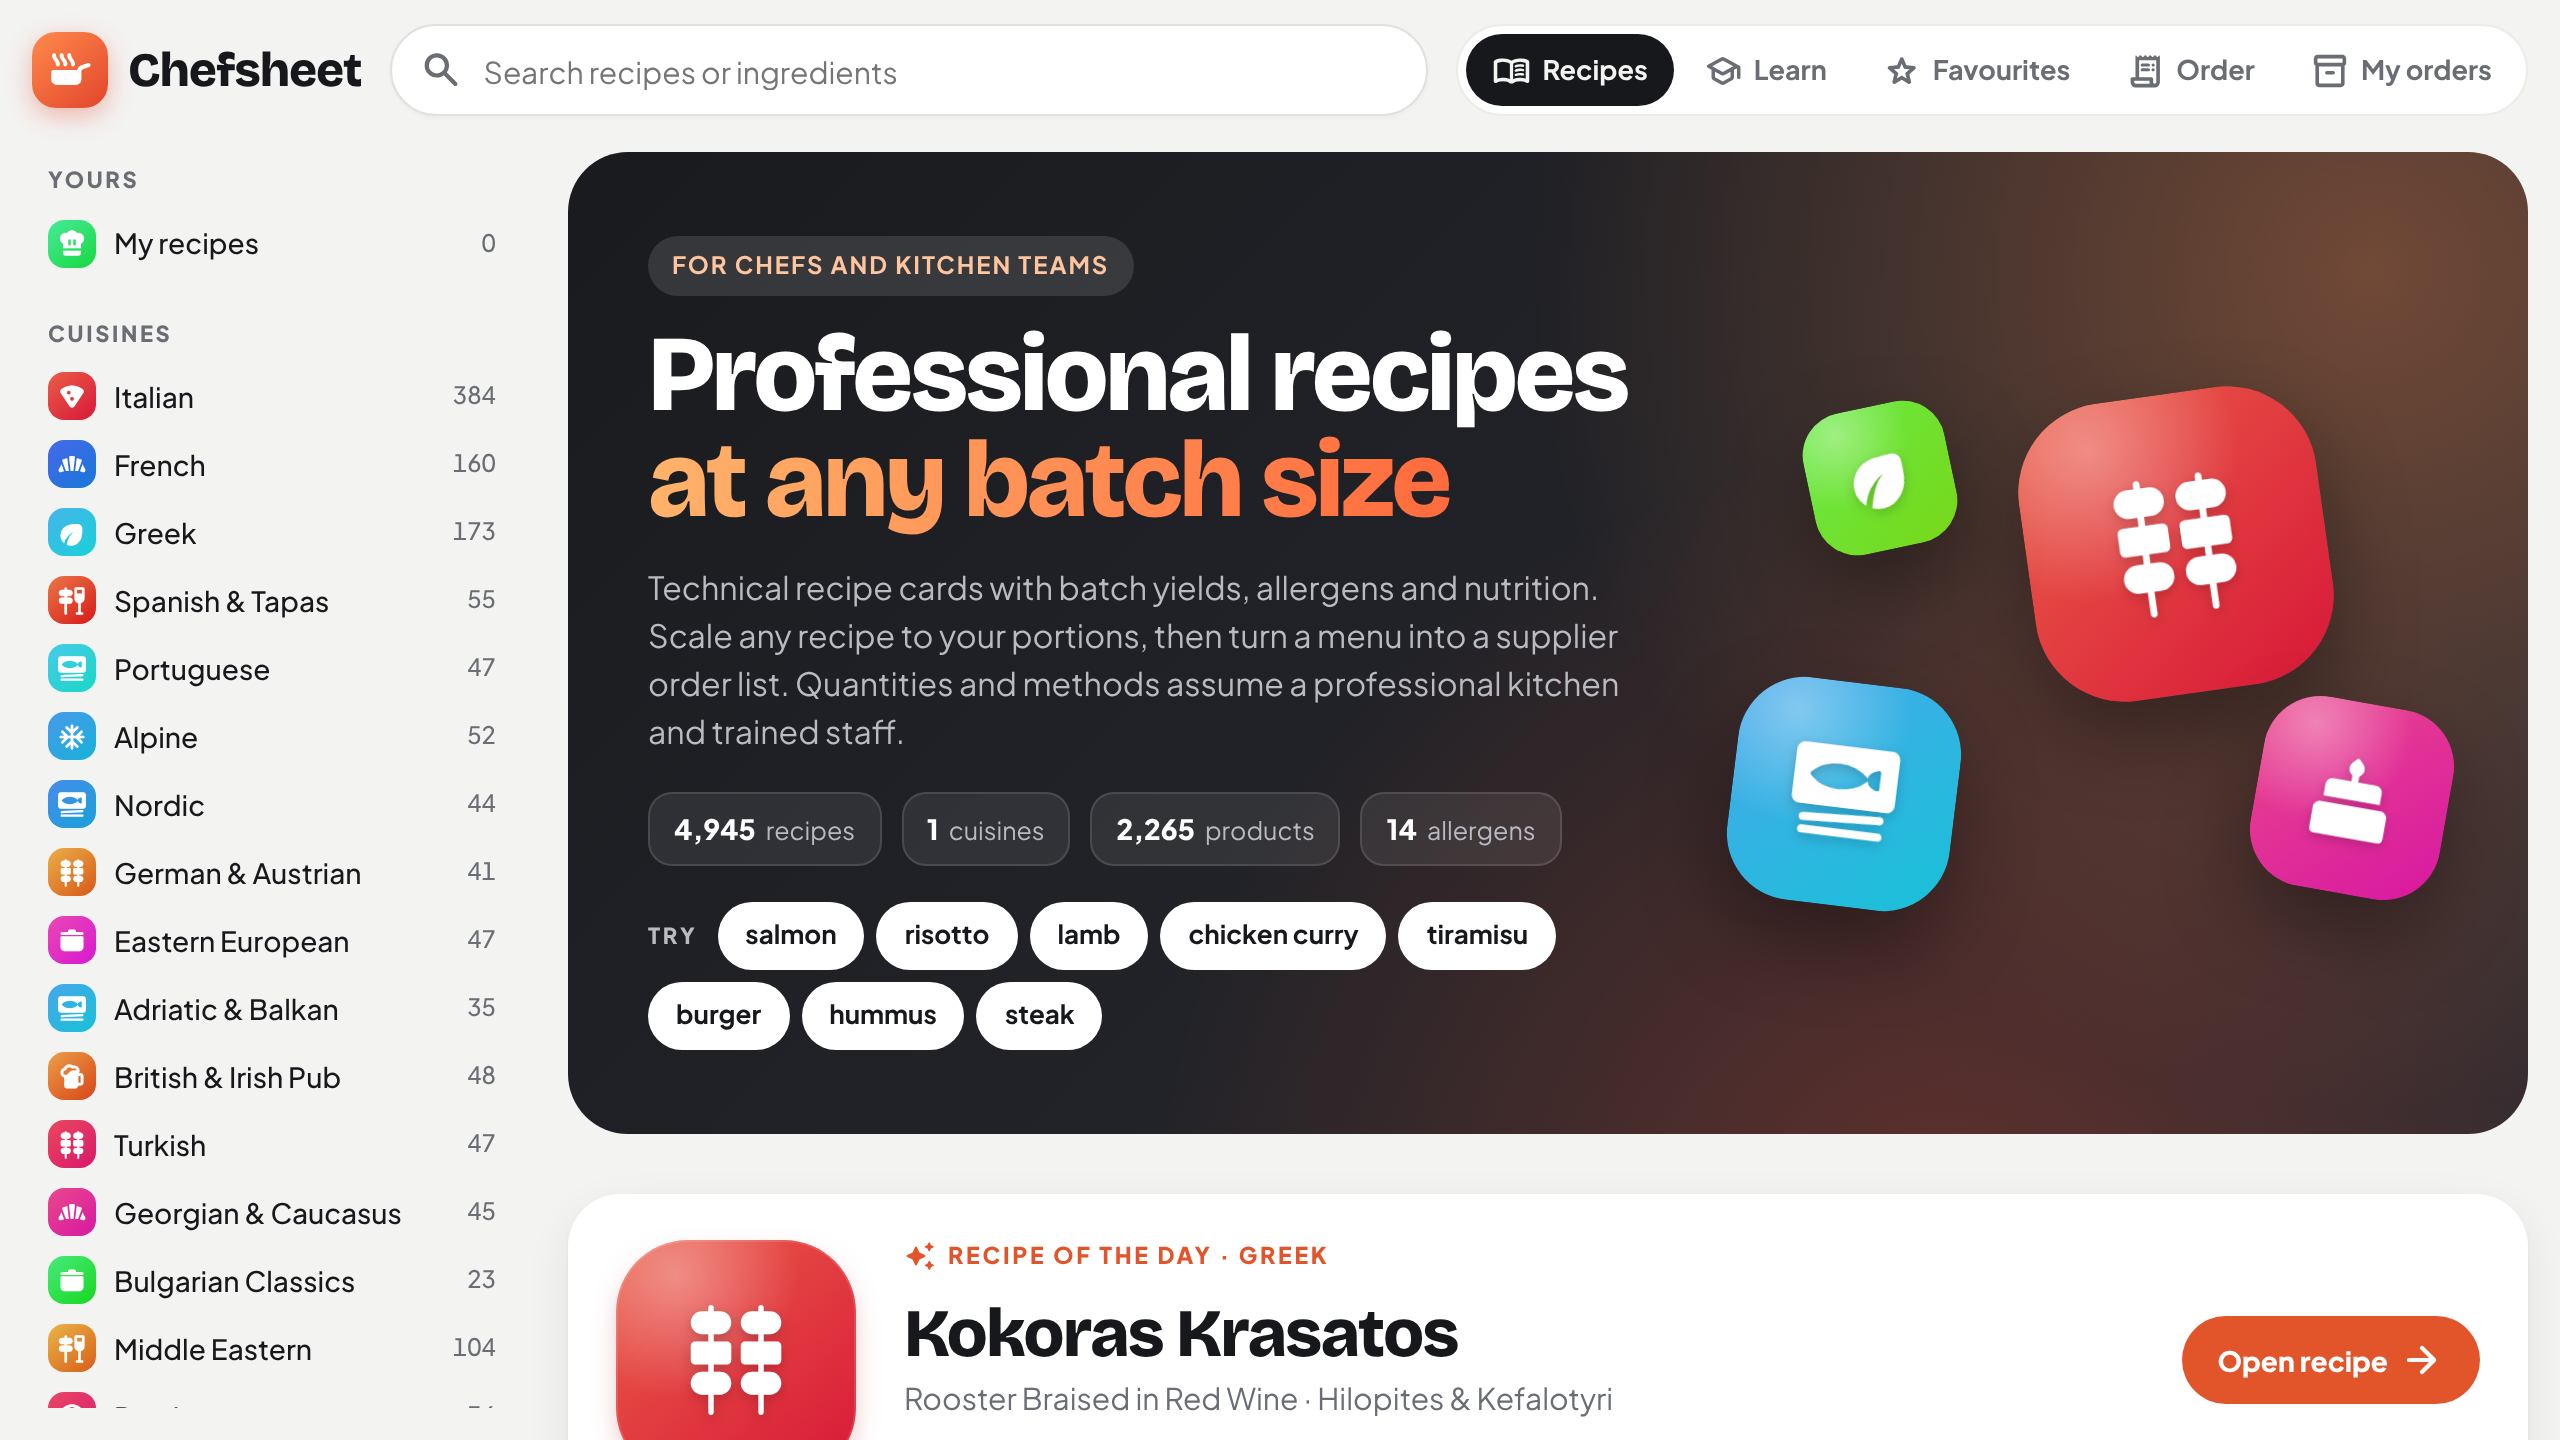 Chefsheet
Search recipes or ingredients
Recipes
Learn
Favourites
Order
My orders
YOURS
My recipes 0
CUISINES
Italian 384
French 160
Greek 173
Spanish & Tapas 55
Portuguese 47
Alpine 52
Nordic 44
German & Austrian 41
Eastern European 47
Adriatic & Balkan 35
British & Irish Pub 48
Turkish 47
Georgian & Caucasus 45
Bulgarian Classics 23
Middle Eastern 104
FOR CHEFS AND KITCHEN TEAMS
Professional recipes
at any batch size
Technical recipe cards with batch yields, allergens and nutrition.
Scale any recipe to your portions, then turn a menu into a supplier
order list. Quantities and methods assume a professional kitchen
and trained staff.
4,945 recipes
1 cuisines
2,265 products
14 allergens
TRY salmon risotto lamb chicken curry tiramisu
burger hummus steak
RECIPE OF THE DAY · GREEK
Kokoras Krasatos
Rooster Braised in Red Wine · Hilopites & Kefalotyri
Open recipe